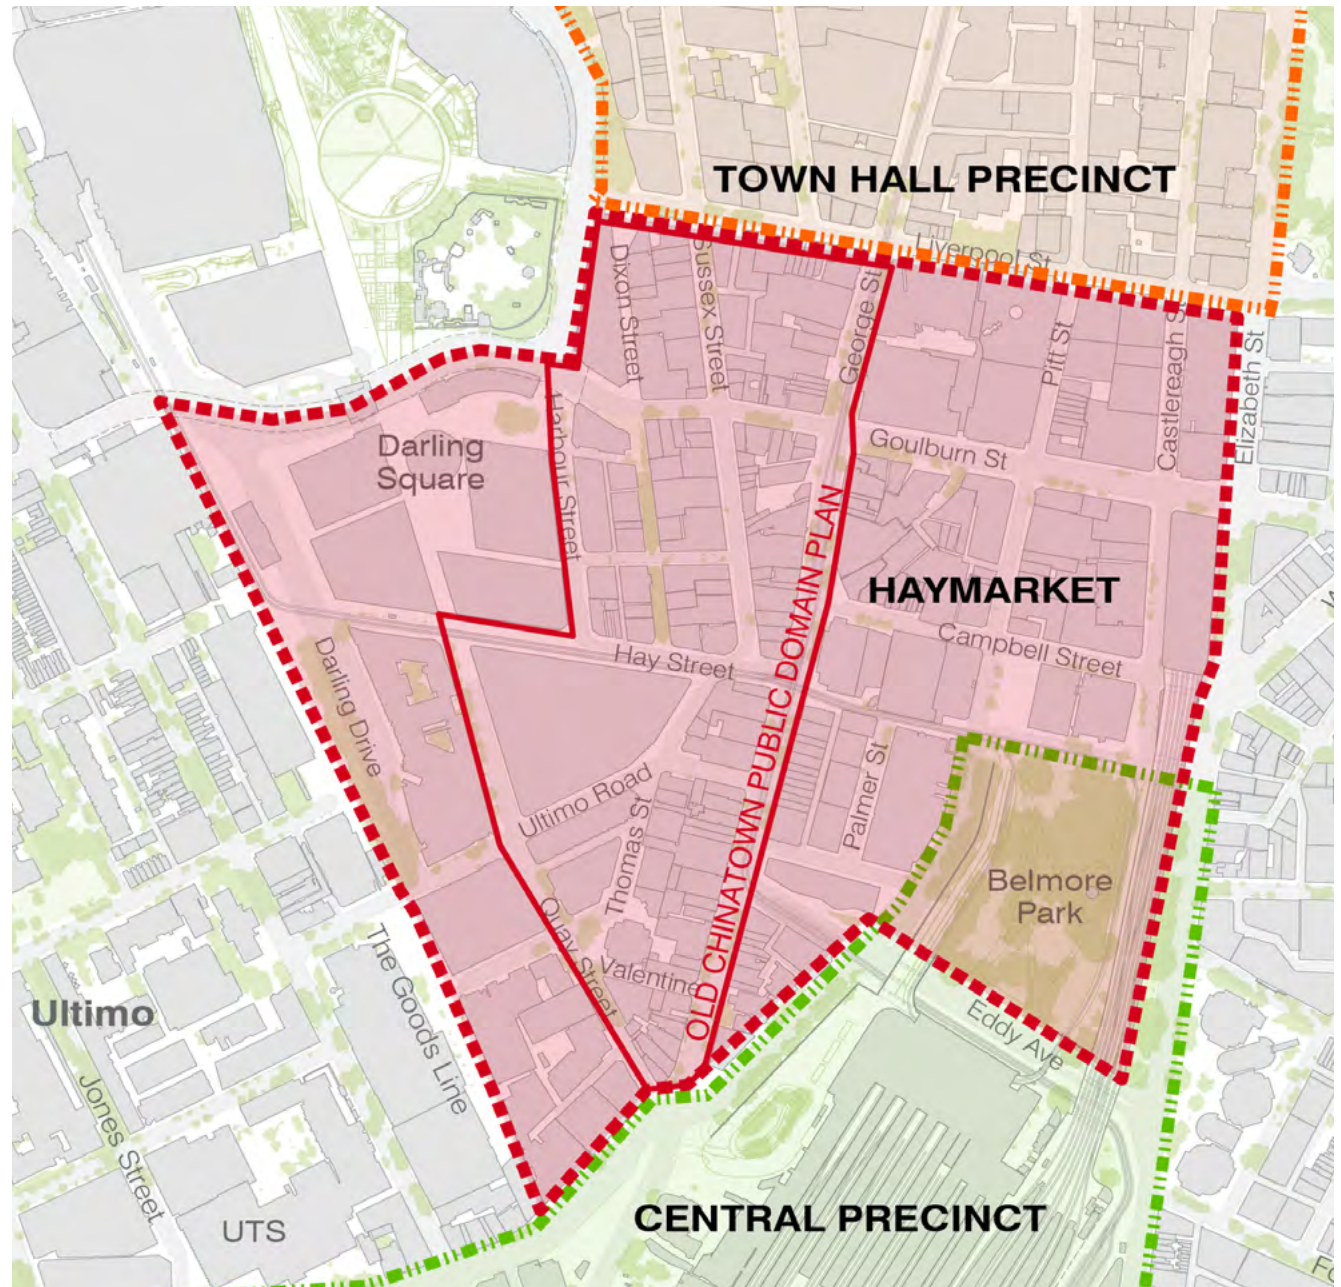 TOWN HALL PRECINCT
Liverpool St
Dixon Street
Sussex Street
George St
Pitt St
Castlereagh St
Elizabeth St
Harbour Street
Darling
Square
Goulburn St
OLD CHINATOWN PUBLIC DOMAIN PLAN
HAYMARKET
Campbell Street
Hay Street
Darling Drive
Ultimo Road
Thomas St
Palmer St
Belmore
Park
Quay Street
Valentine
The Goods Line
Eddy Ave
Ultimo
Jones Street
UTS
CENTRAL PRECINCT